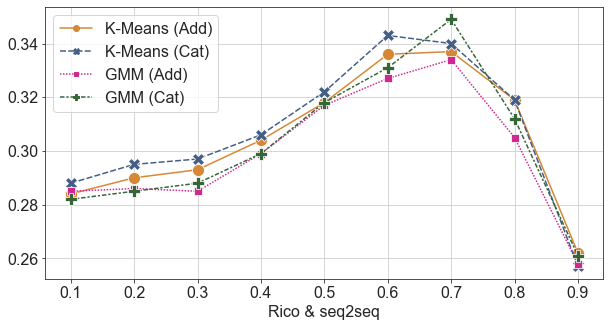 K-Means (Add)
K-Means (Cat)
GMM (Add)
GMM (Cat)
0.34
0.32
0.30
0.28
0.26
0.1 0.2 0.3 0.4 0.5 0.6 0.7 0.8 0.9
Rico & seq2seq